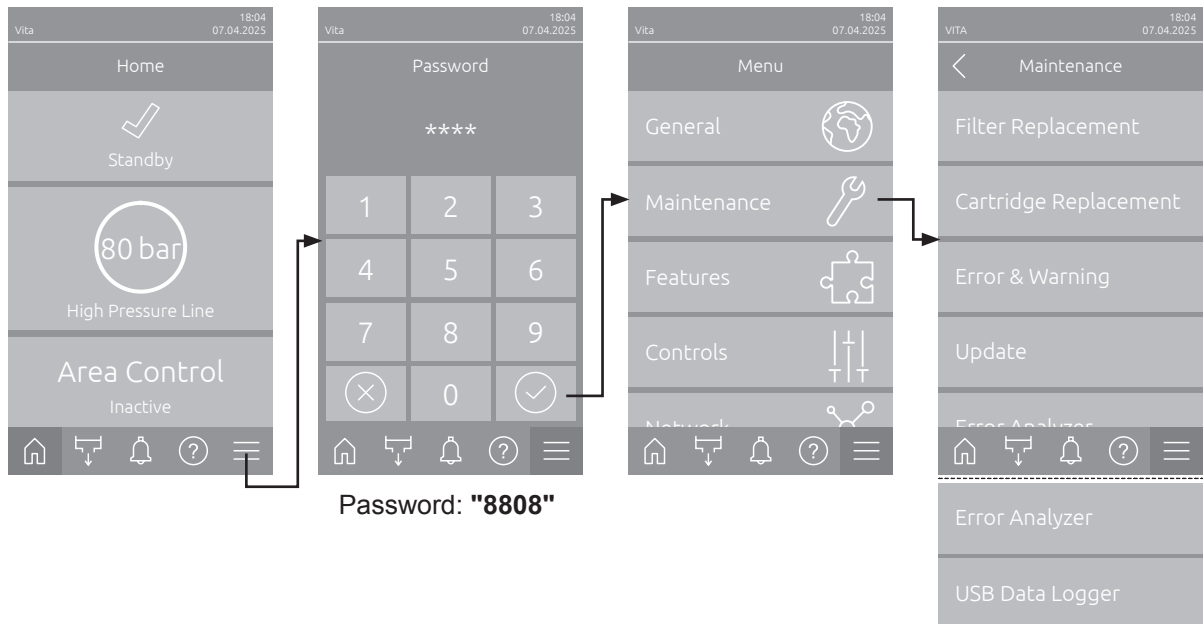 18:04
Vita 07.04.2025
Home
Standby
80 bar
High Pressure Line
Area Control
Inactive
?
18:04
Vita 07.04.2025
Password
****
1 2 3
4 5 6
7 8 9
0
?
Password: "8808"
18:04
Vita 07.04.2025
Menu
General
Maintenance
Features
Controls
Network
?
18:04
VITA 07.04.2025
Maintenance
Filter Replacement
Cartridge Replacement
Error & Warning
Update
Error Analyzer
?
Error Analyzer
USB Data Logger